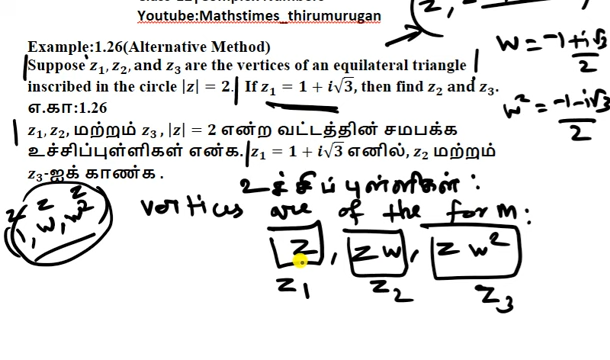 Youtube:Mathstimes_thirumurugan
Example:1.26(Alternative Method)
Suppose z₁, z₂, and z₃ are the vertices of an equilateral triangle
inscribed in the circle |z| = 2. If z₁ = 1 + i√3, then find z₂ and z₃.
எ.கா:1.26
z₁, z₂, மற்றும் z₃, |z| = 2 என்ற வட்டத்தின் சமபக்க
உச்சிப்புள்ளிகள் என்க. z₁ = 1 + i√3 எனில், z₂ மற்றும்
z₃-ஐக் காண்க .
w = -1+i√3 / 2
w² = -1-i√3 / 2
உச்சிப்புள்ளிகள் :
vertices are of the form:
z , zw , zw²
z₁ z₂ z₃
1, w, w²
z z z